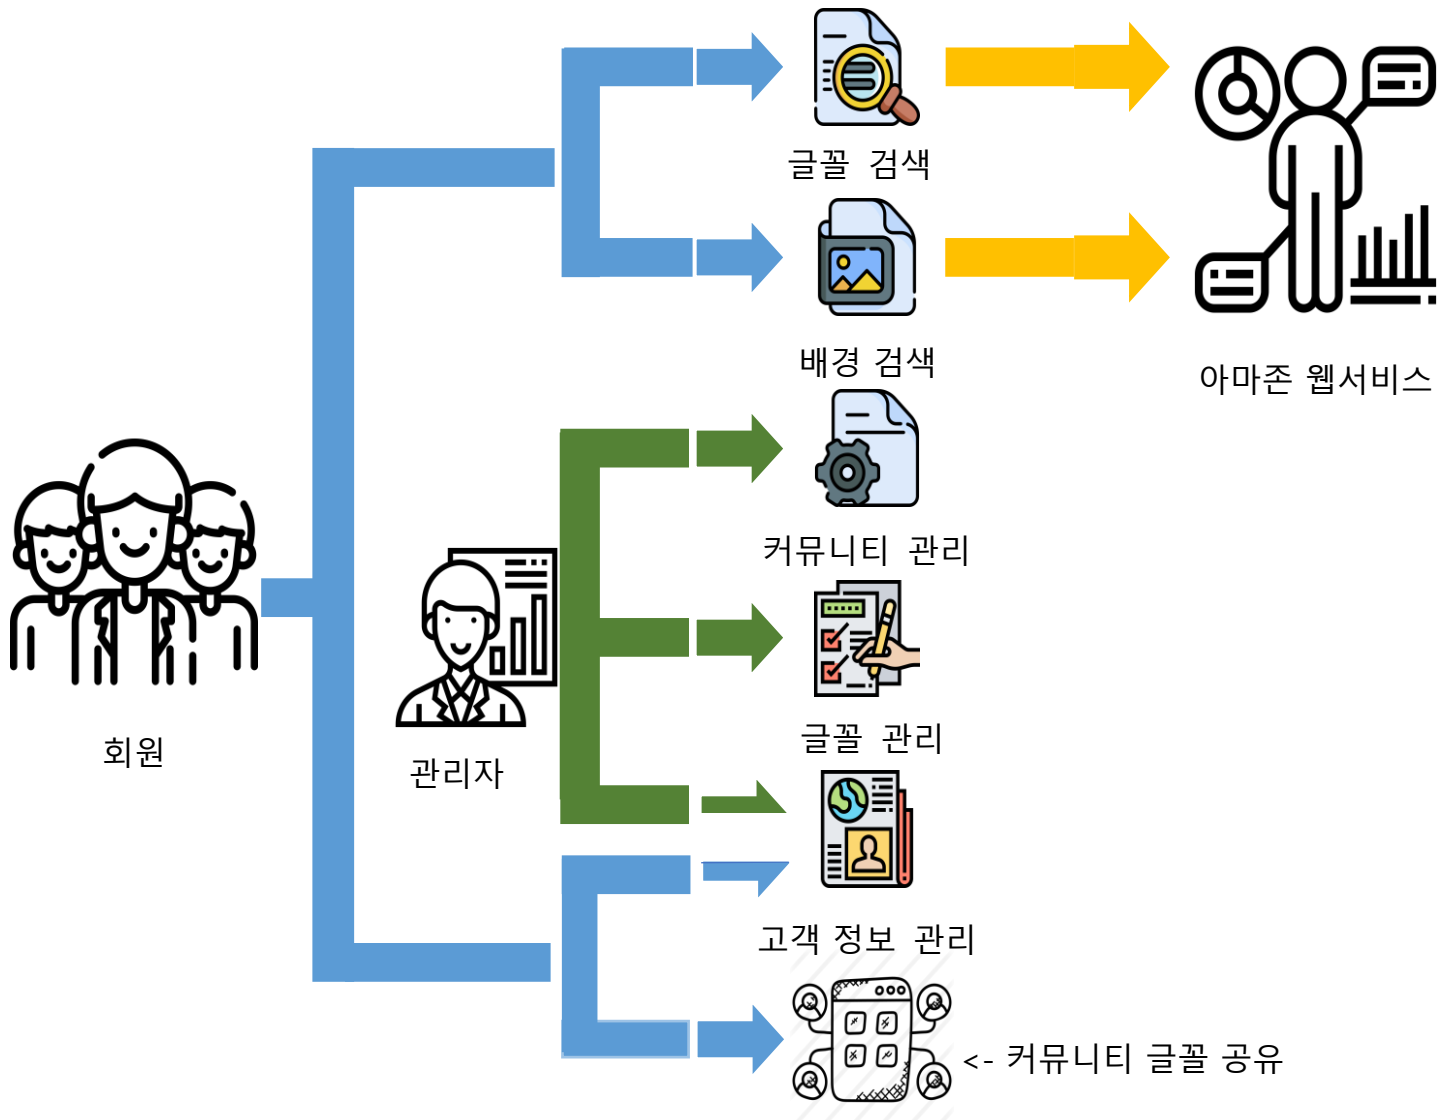 글꼴 검색
배경 검색
아마존 웹서비스
커뮤니티 관리
글꼴 관리
회원
관리자
고객 정보 관리
<- 커뮤니티 글꼴 공유